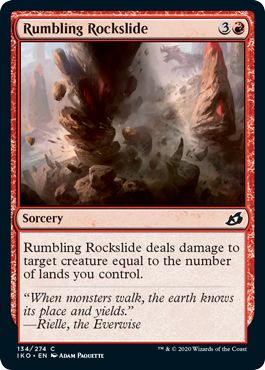 Rumbling Rockslide 3
Sorcery
Rumbling Rockslide deals damage to
target creature equal to the number
of lands you control.
“When monsters walk, the earth knows
its place and yields.”
—Rielle, the Everwise
134/274 C
IKO • EN Adam Paquette
™ & © 2020 Wizards of the Coast